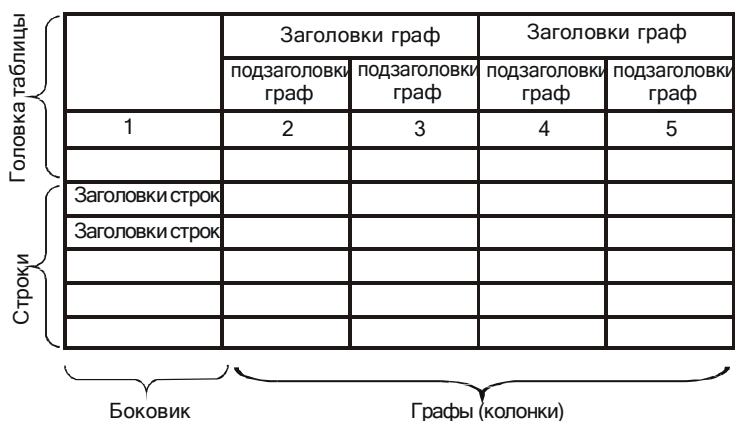 Головка таблицы
Заголовки граф Заголовки граф
подзаголовки граф подзаголовки граф подзаголовки граф подзаголовки граф
1 2 3 4 5
Строки
Заголовки строк
Заголовки строк
Боковик Графы (колонки)